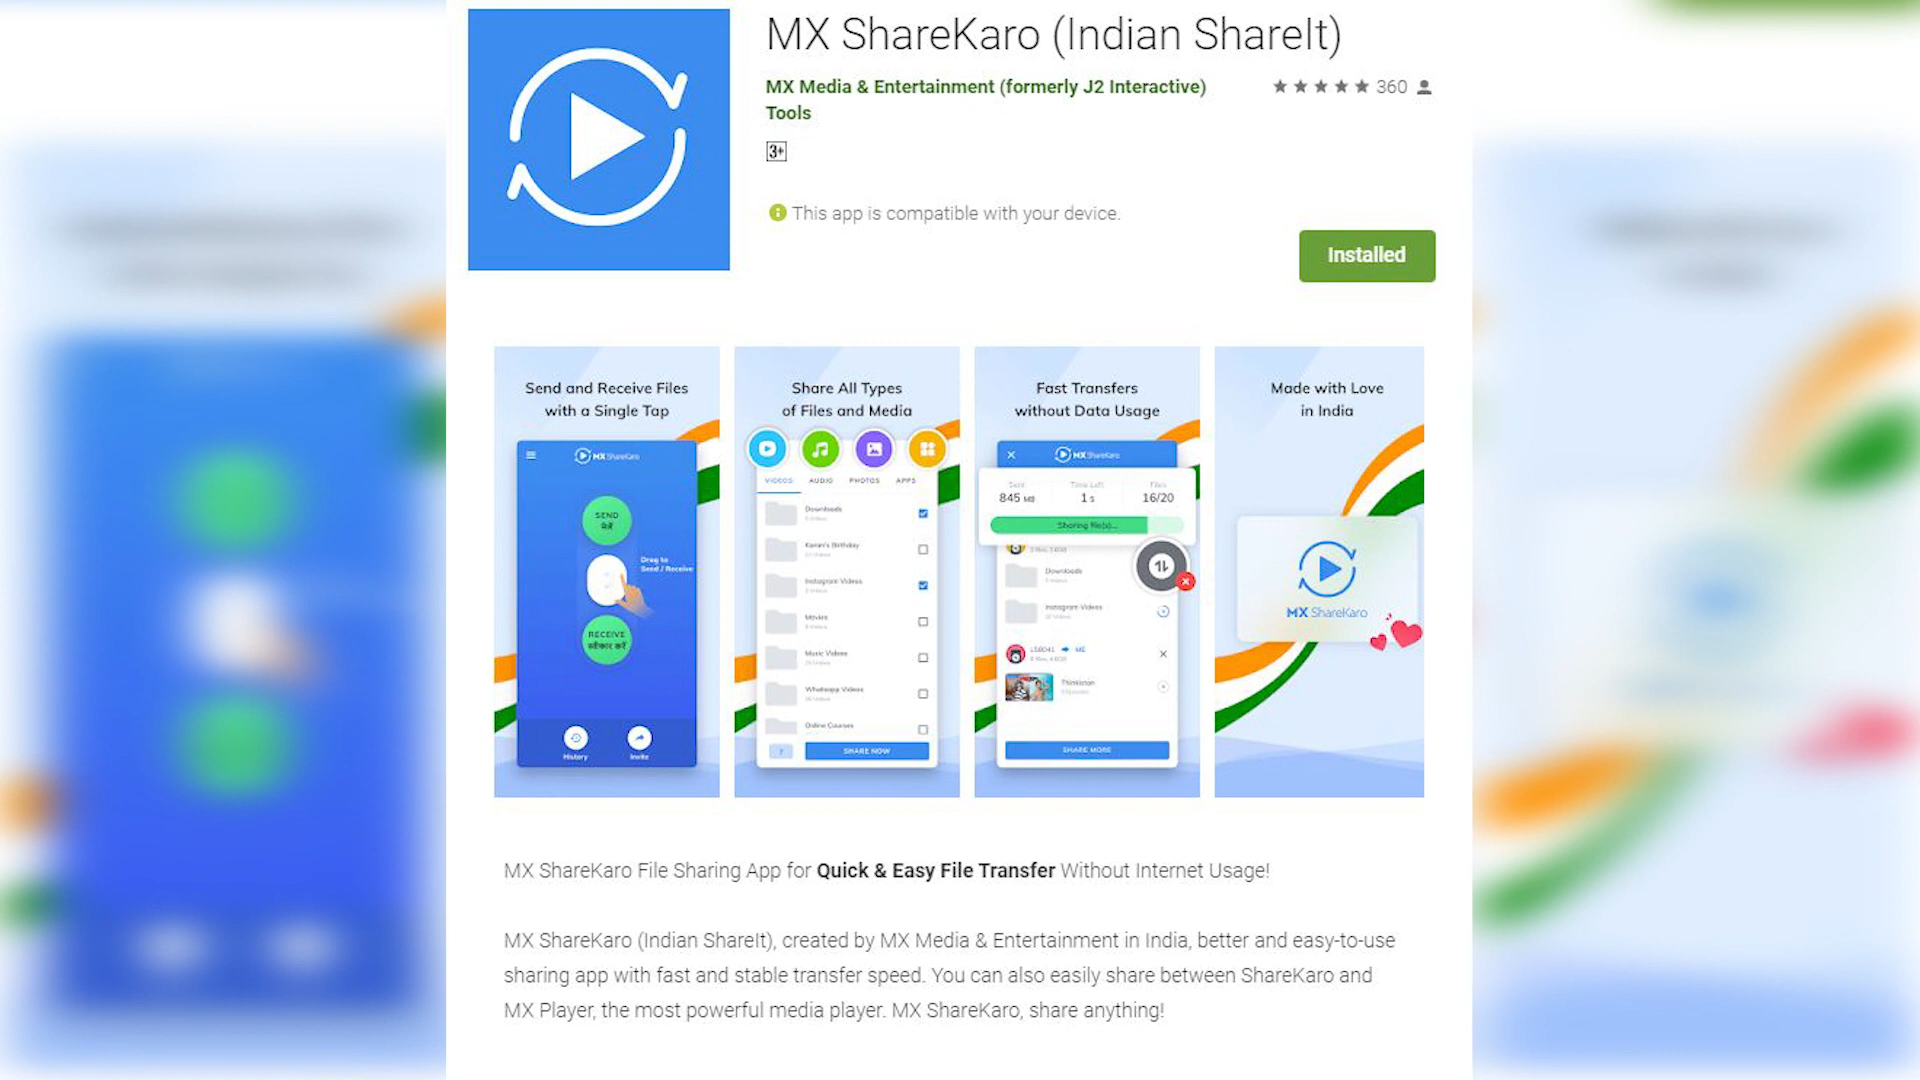 MX ShareKaro (Indian ShareIt)
MX Media & Entertainment (formerly J2 Interactive)
360
Tools
3+
This app is compatible with your device.
Installed
Send and Receive Files
with a Single Tap
MX ShareKaro
SEND
भेजें
Drag to
Send / Receive
RECEIVE
स्वीकार करें
History
Invite
Share All Types
of Files and Media
VIDEOS AUDIO PHOTOS APPS
Downloads
Karan's Birthday
Instagram Videos
Movies
Music Videos
Whatsapp Videos
Online Courses
7
SHARE NOW
Fast Transfers
without Data Usage
MX ShareKaro
Sent Time Left Files
845 MB 1 s 16/20
Sharing file(s)...
Downloads
Instagram Videos
ME
Thinkistan
SHARE MORE
Made with Love
in India
MX ShareKaro
MX ShareKaro File Sharing App for Quick & Easy File Transfer Without Internet Usage!
MX ShareKaro (Indian ShareIt), created by MX Media & Entertainment in India, better and easy-to-use
sharing app with fast and stable transfer speed. You can also easily share between ShareKaro and
MX Player, the most powerful media player. MX ShareKaro, share anything!